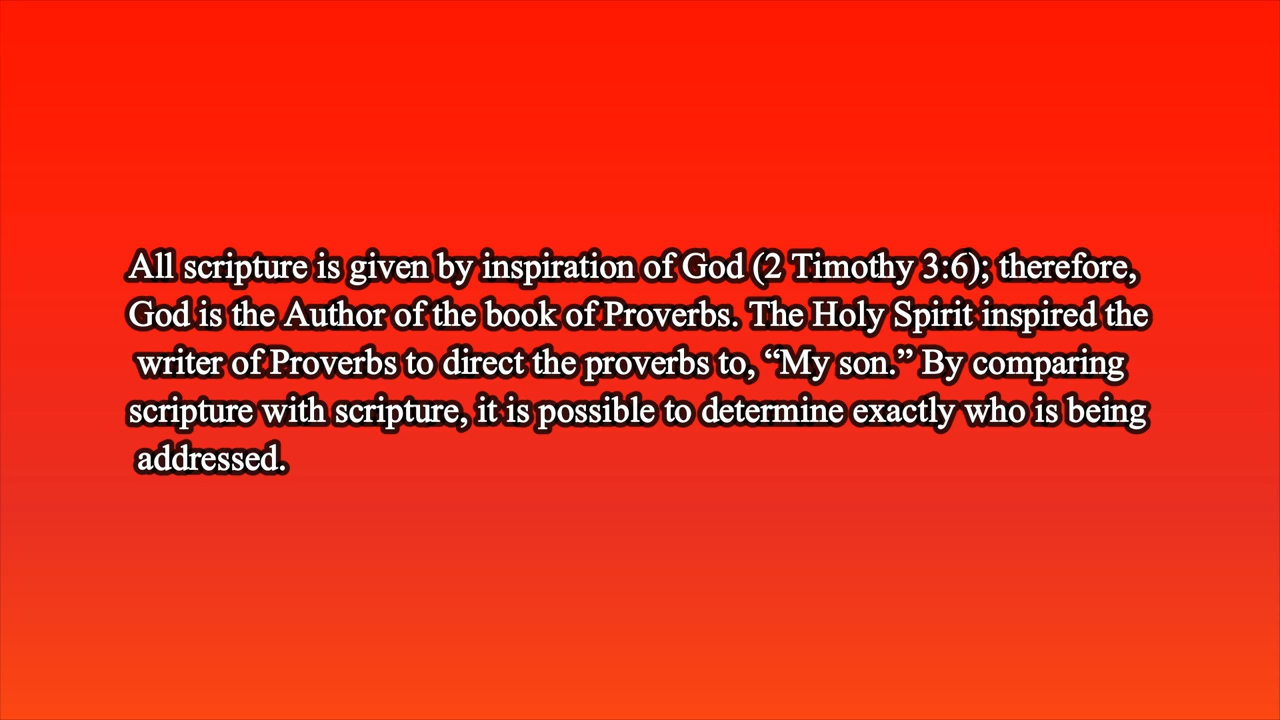 All scripture is given by inspiration of God (2 Timothy 3:6); therefore,
God is the Author of the book of Proverbs. The Holy Spirit inspired the
writer of Proverbs to direct the proverbs to, “My son.” By comparing
scripture with scripture, it is possible to determine exactly who is being
addressed.